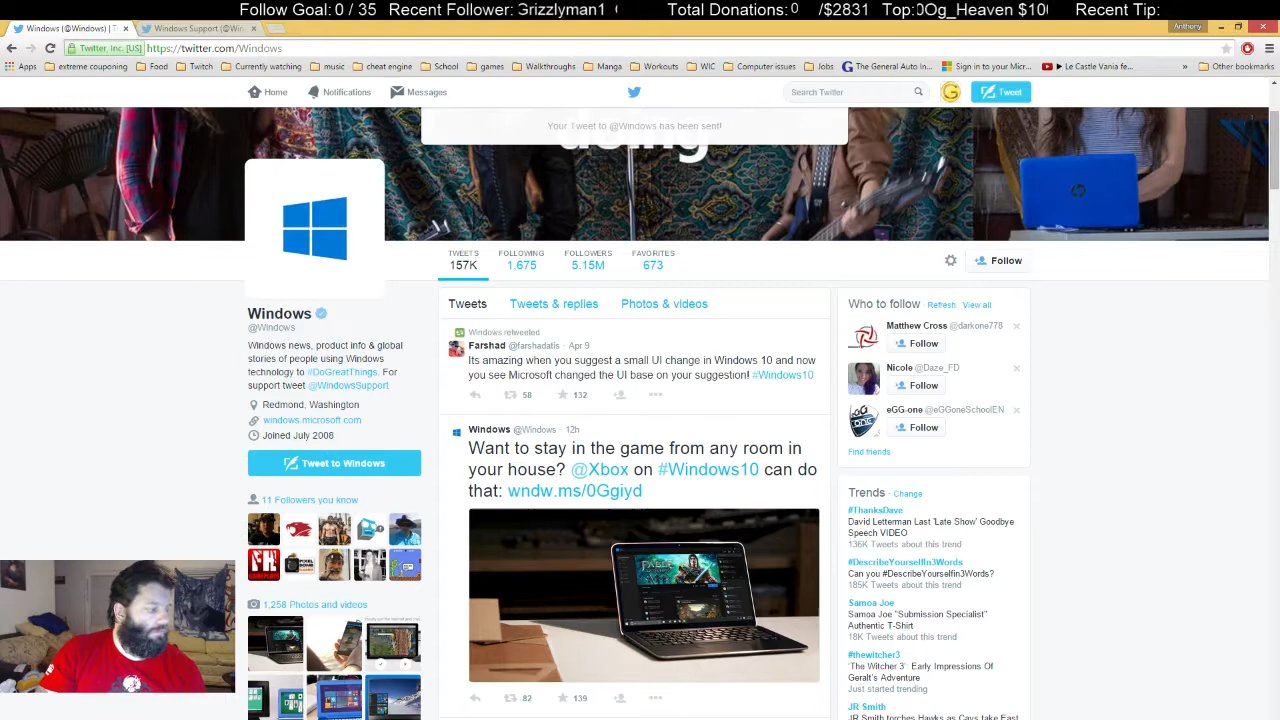 Follow Goal: 0 / 35 Recent Follower: Grizzlyman1 Total Donations: 0 /$2831 Top: 0Og_Heaven $10 Recent Tip:
Windows (@Windows) | T
Windows Support (@Win
Anthony
Twitter, Inc. [US] https://twitter.com/Windows
Apps extreme couponing Food Twitch Currently watching music cheat engine School games Walkthroughs Manga Workouts WIC Computer issues Jobs The General Auto In... Sign in to your Micr... Le Castle Vania fe... » Other bookmarks
Home Notifications Messages Search Twitter Tweet
Your Tweet to @Windows has been sent!
doing
TWEETS FOLLOWING FOLLOWERS FAVORITES
157K 1,675 5.15M 673
Follow
Windows
@Windows
Windows news, product info & global
stories of people using Windows
technology to #DoGreatThings. For
support tweet @WindowsSupport
Redmond, Washington
windows.microsoft.com
Joined July 2008
Tweet to Windows
11 Followers you know
1,258 Photos and videos
Tweets Tweets & replies Photos & videos
Windows retweeted
Farshad @farshadatis · Apr 9
Its amazing when you suggest a small UI change in Windows 10 and now
you see Microsoft changed the UI base on your suggestion! #Windows10
58 132
Windows @Windows · 12h
Want to stay in the game from any room in
your house? @Xbox on #Windows10 can do
that: wndw.ms/0Ggiyd
FABLE
82 139
Who to follow Refresh View all
Matthew Cross @darkone778
Follow
Nicole @Daze_FD
Follow
eGG-one @eGGoneSchoolEN
Follow
Find friends
Trends · Change
#ThanksDave
David Letterman Last 'Late Show' Goodbye
Speech VIDEO
136K Tweets about this trend
#DescribeYourselfin3Words
Can you #DescribeYourselfin3Words?
185K Tweets about this trend
Samoa Joe
Samoa Joe "Submission Specialist"
Authentic T-Shirt
18K Tweets about this trend
#thewitcher3
'The Witcher 3': Early Impressions Of
Geralt's Adventure
Just started trending
JR Smith
JR Smith torches Hawks as Cavs take East